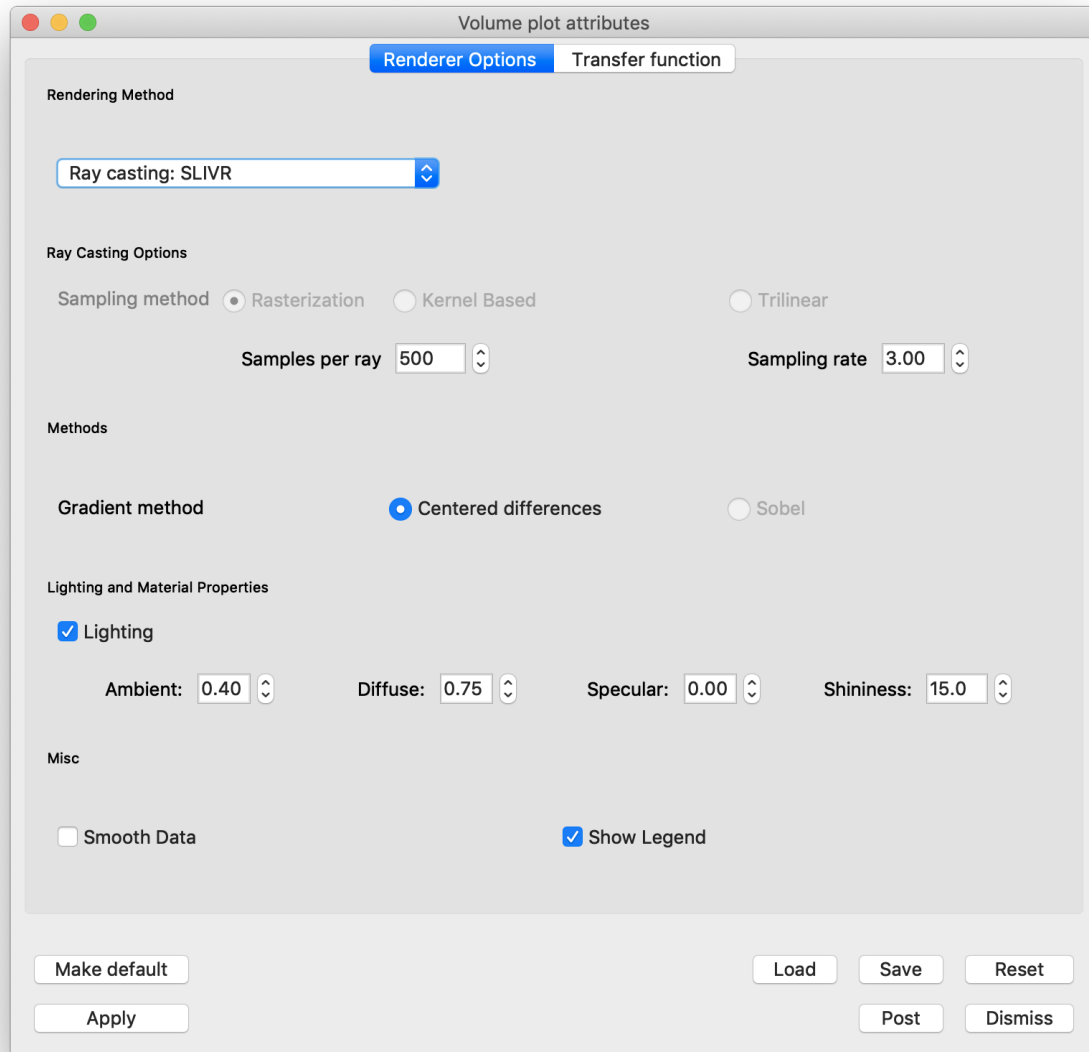 Volume plot attributes
Renderer Options Transfer function
Rendering Method
Ray casting: SLIVR
Ray Casting Options
Sampling method Rasterization Kernel Based Trilinear
Samples per ray 500 Sampling rate 3.00
Methods
Gradient method Centered differences Sobel
Lighting and Material Properties
Lighting
Ambient: 0.40 Diffuse: 0.75 Specular: 0.00 Shininess: 15.0
Misc
Smooth Data Show Legend
Make default Load Save Reset
Apply Post Dismiss